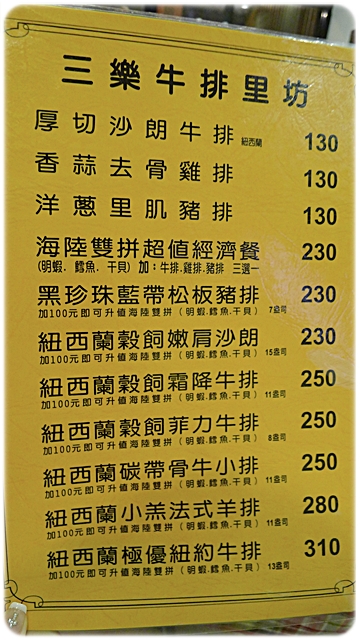 三樂牛排里坊
厚切沙朗牛排 紐西蘭 130
香蒜去骨雞排 130
洋蔥里肌豬排 130
海陸雙拼超值經濟餐 230
(明蝦. 鱈魚. 干貝) 加：牛排.雞排.豬排 三選一
黑珍珠藍帶松板豬排 230
加100元即可升值海陸雙拼（明蝦.鱈魚.干貝） 7盎司
紐西蘭穀飼嫩肩沙朗 230
加100元即可升值海陸雙拼（明蝦.鱈魚.干貝） 15盎司
紐西蘭穀飼霜降牛排 250
加100元即可升值海陸雙拼（明蝦.鱈魚.干貝） 11盎司
紐西蘭穀飼菲力牛排 250
加100元即可升值海陸雙拼（明蝦.鱈魚.干貝） 8盎司
紐西蘭碳帶骨牛小排 250
加100元即可升值海陸雙拼（明蝦.鱈魚.干貝） 11盎司
紐西蘭小羔法式羊排 280
加100元即可升值海陸雙拼（明蝦.鱈魚.干貝） 11盎司
紐西蘭極優紐約牛排 310
加100元即可升值海陸雙拼（明蝦.鱈魚.干貝） 13盎司